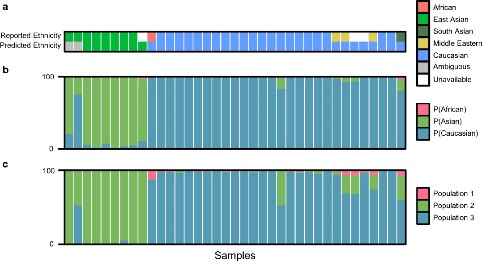 a
Reported Ethnicity
Predicted Ethnicity
African
East Asian
South Asian
Middle Eastern
Caucasian
Ambiguous
Unavailable
b
100
0
P(African)
P(Asian)
P(Caucasian)
c
100
0
Population 1
Population 2
Population 3
Samples